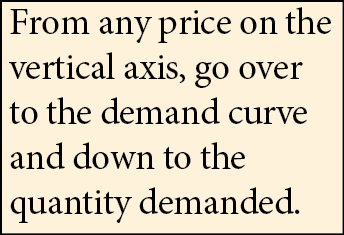 From any price on the
vertical axis, go over
to the demand curve
and down to the
quantity demanded.